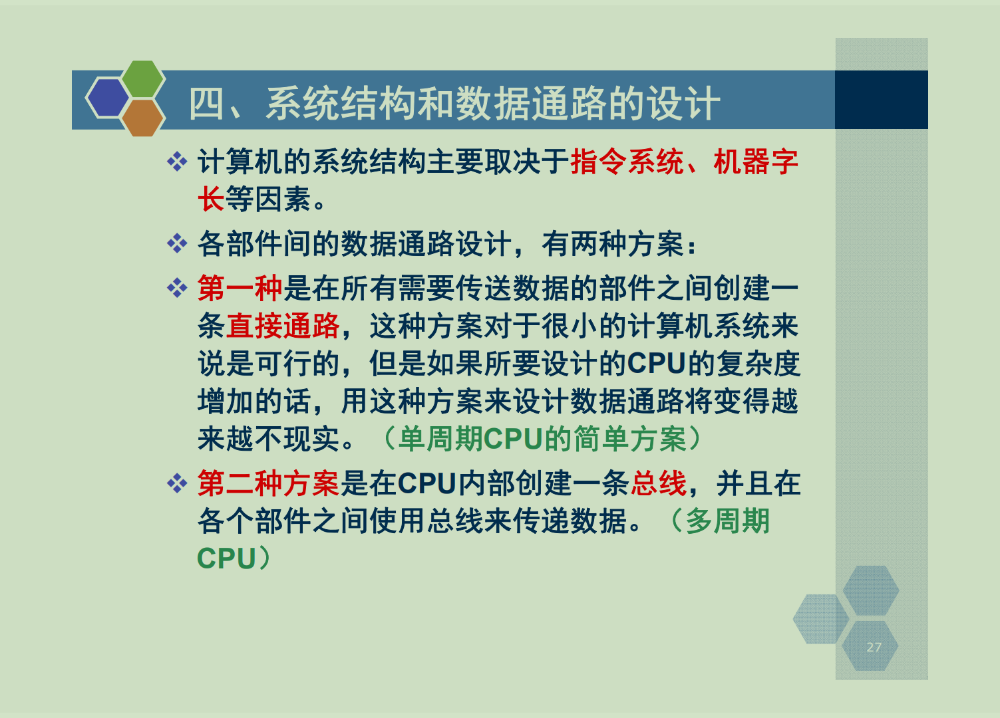 四、系统结构和数据通路的设计
计算机的系统结构主要取决于指令系统、机器字
长等因素。
各部件间的数据通路设计，有两种方案：
第一种是在所有需要传送数据的部件之间创建一
条直接通路，这种方案对于很小的计算机系统来
说是可行的，但是如果所要设计的CPU的复杂度
增加的话，用这种方案来设计数据通路将变得越
来越不现实。（单周期CPU的简单方案）
第二种方案是在CPU内部创建一条总线，并且在
各个部件之间使用总线来传递数据。（多周期
CPU）
27